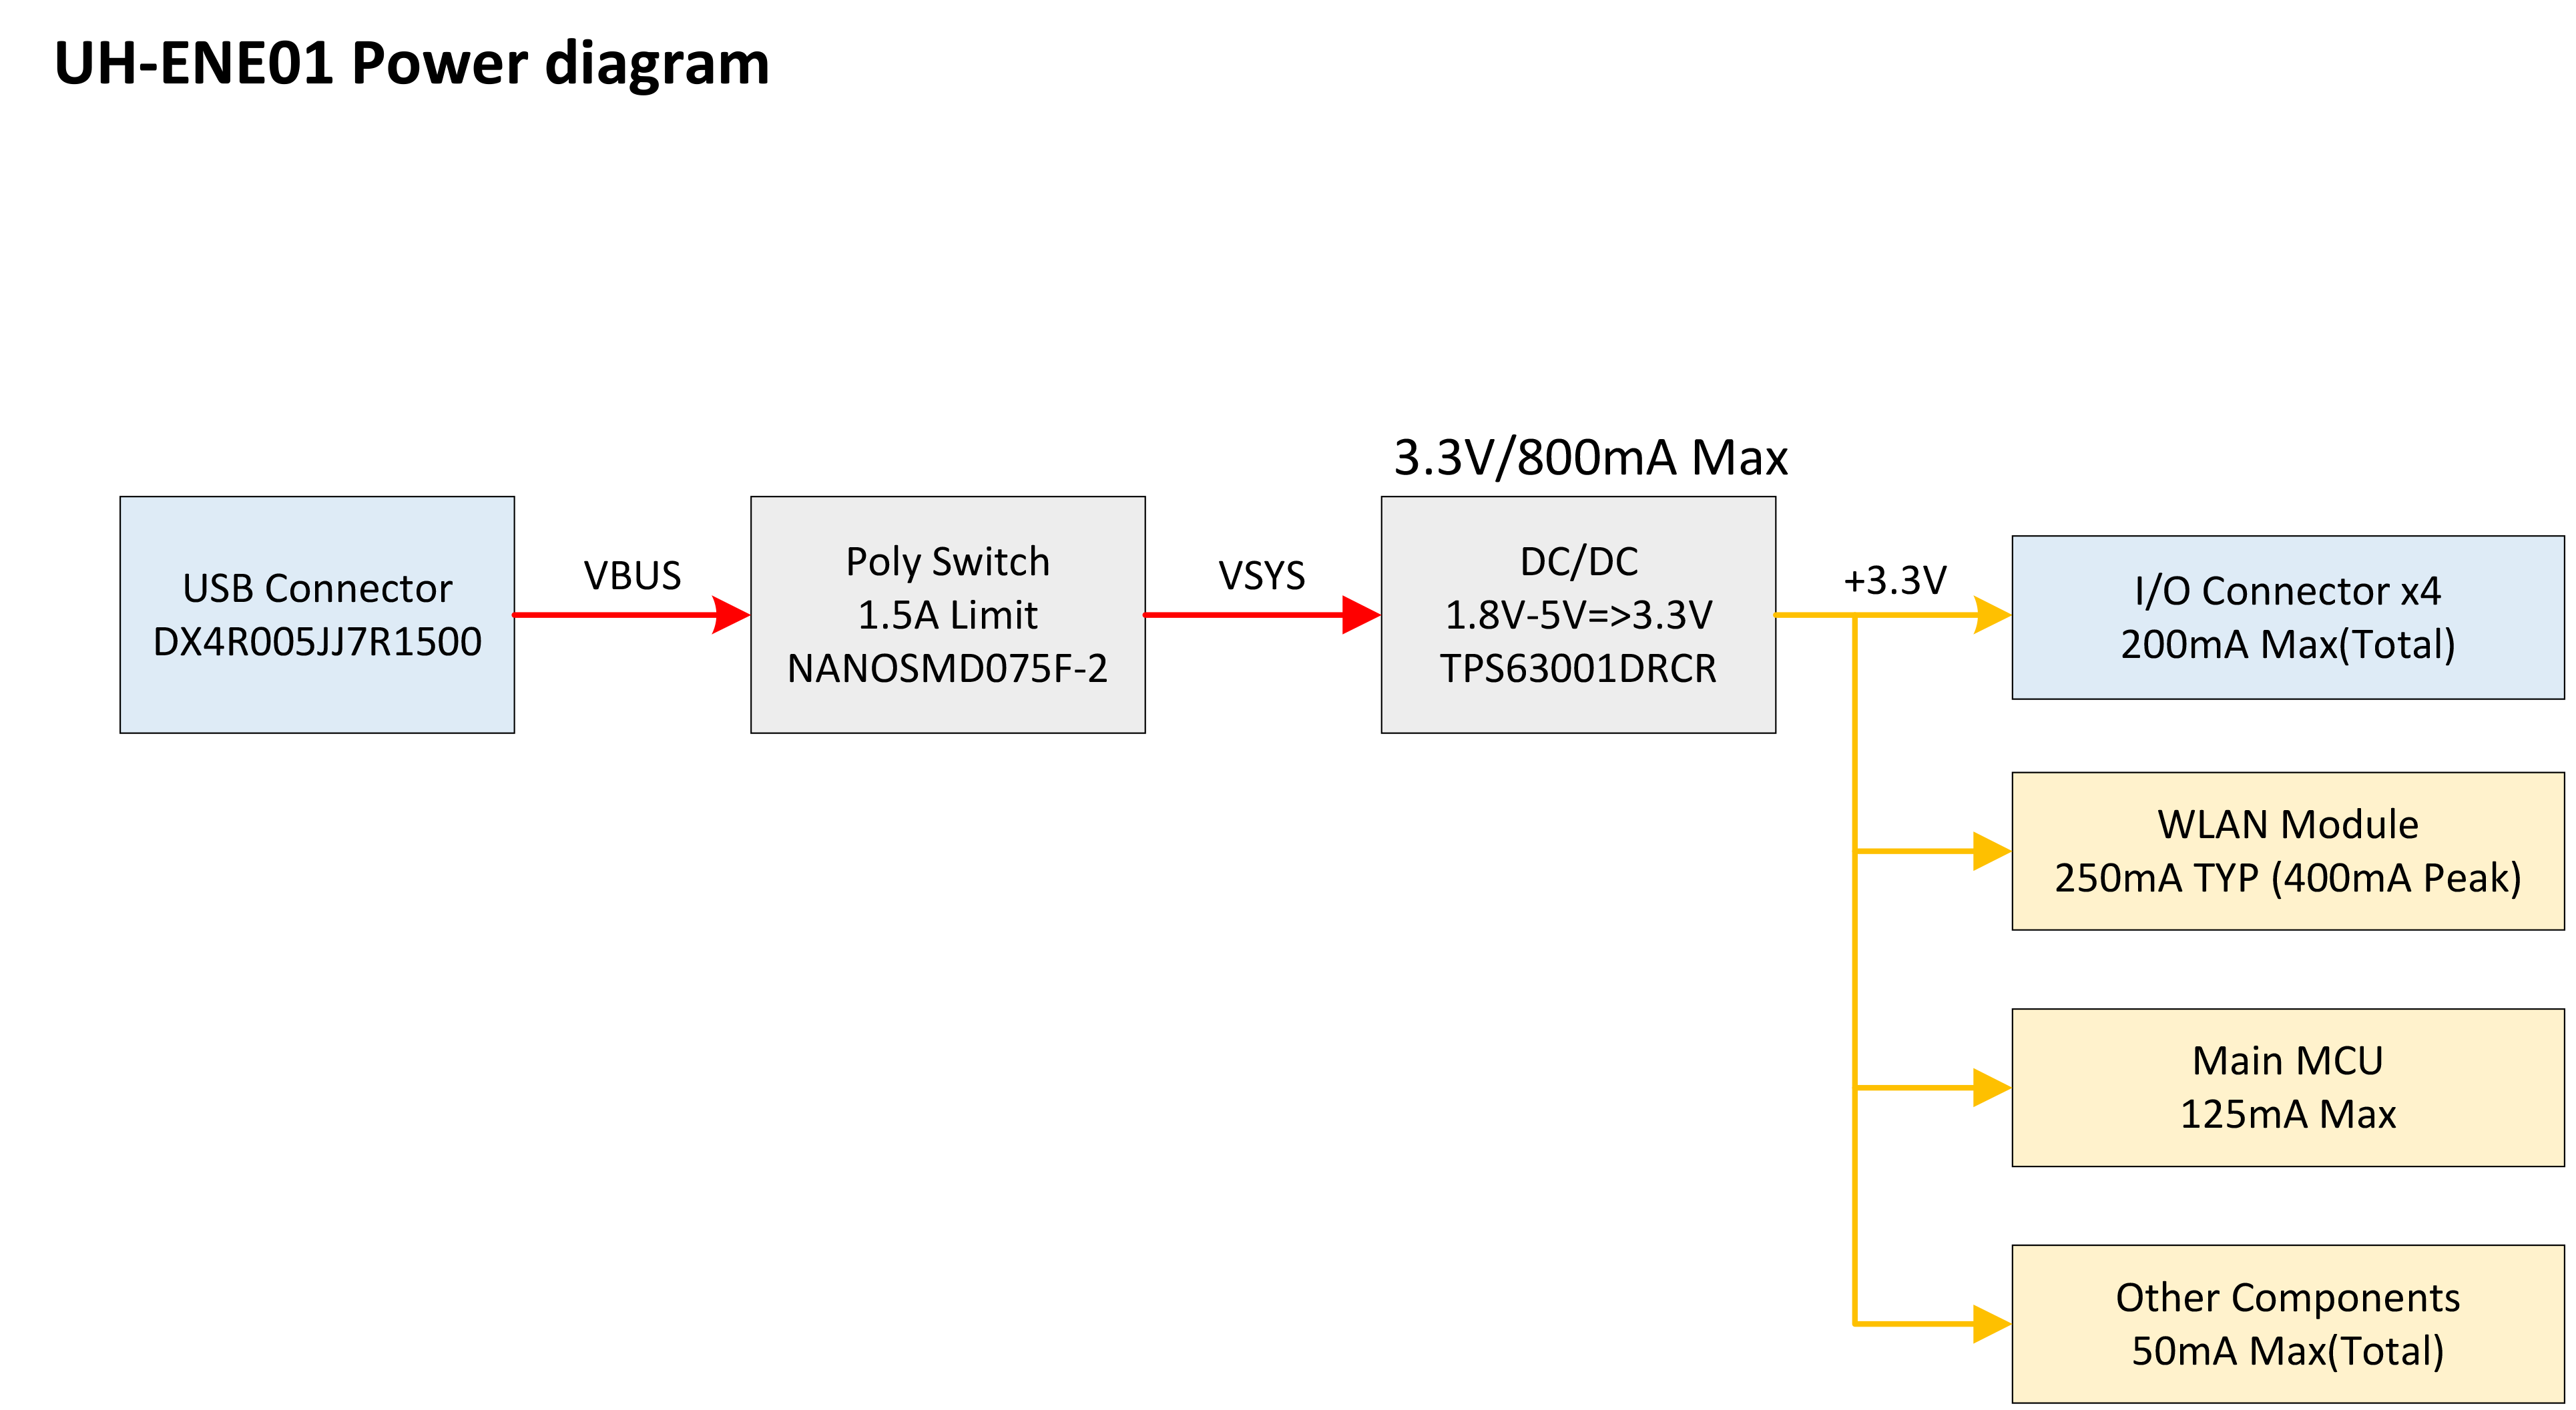 UH-ENE01 Power diagram
3.3V/800mA Max
USB Connector
DX4R005JJ7R1500
VBUS
Poly Switch
1.5A Limit
NANOSMD075F-2
VSYS
DC/DC
1.8V-5V=>3.3V
TPS63001DRCR
+3.3V
I/O Connector x4
200mA Max(Total)
WLAN Module
250mA TYP (400mA Peak)
Main MCU
125mA Max
Other Components
50mA Max(Total)